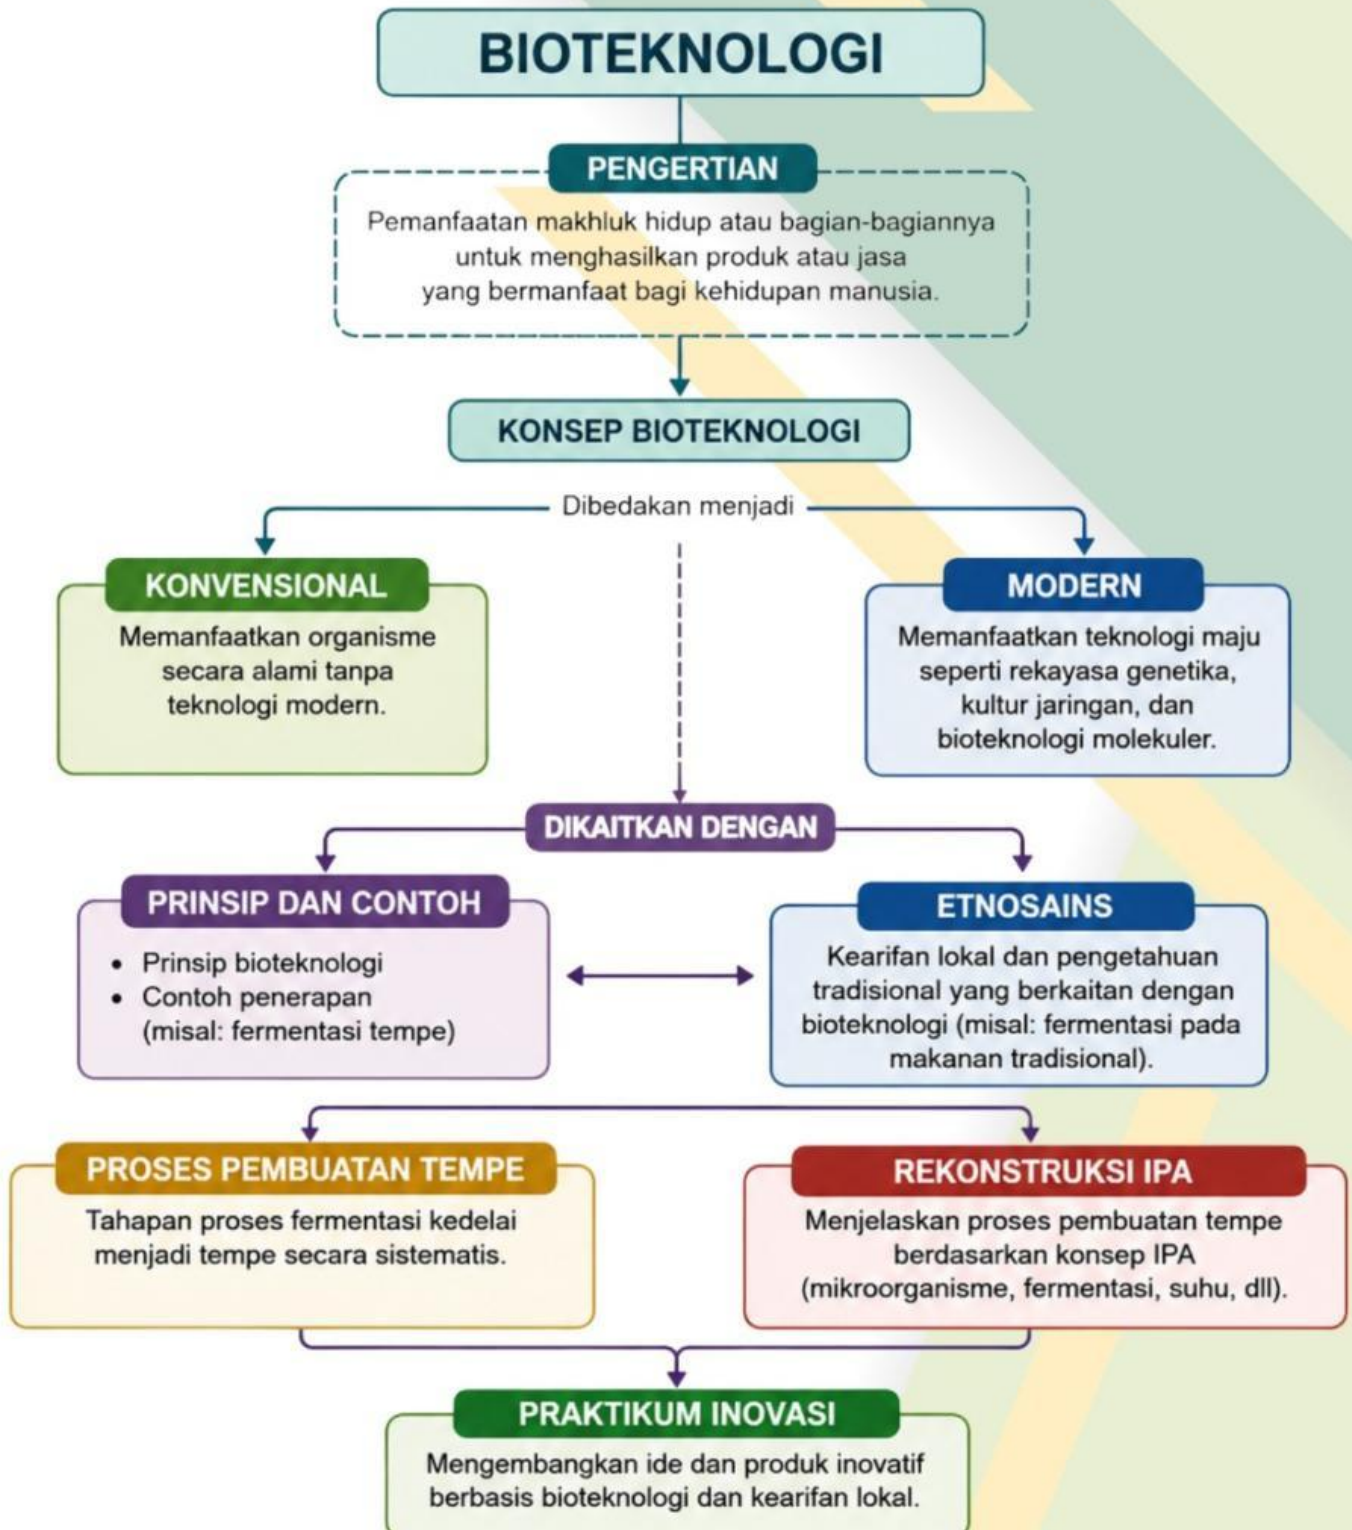 BIOTEKNOLOGI
PENGERTIAN
Pemanfaatan makhluk hidup atau bagian-bagiannya
untuk menghasilkan produk atau jasa
yang bermanfaat bagi kehidupan manusia.
KONSEP BIOTEKNOLOGI
Dibedakan menjadi
KONVENSIONAL
Memanfaatkan organisme
secara alami tanpa
teknologi modern.
MODERN
Memanfaatkan teknologi maju
seperti rekayasa genetika,
kultur jaringan, dan
bioteknologi molekuler.
DIKAITKAN DENGAN
PRINSIP DAN CONTOH
• Prinsip bioteknologi
• Contoh penerapan
(misal: fermentasi tempe)
ETNOSAINS
Kearifan lokal dan pengetahuan
tradisional yang berkaitan dengan
bioteknologi (misal: fermentasi pada
makanan tradisional).
PROSES PEMBUATAN TEMPE
Tahapan proses fermentasi kedelai
menjadi tempe secara sistematis.
REKONSTRUKSI IPA
Menjelaskan proses pembuatan tempe
berdasarkan konsep IPA
(mikroorganisme, fermentasi, suhu, dll).
PRAKTIKUM INOVASI
Mengembangkan ide dan produk inovatif
berbasis bioteknologi dan kearifan lokal.